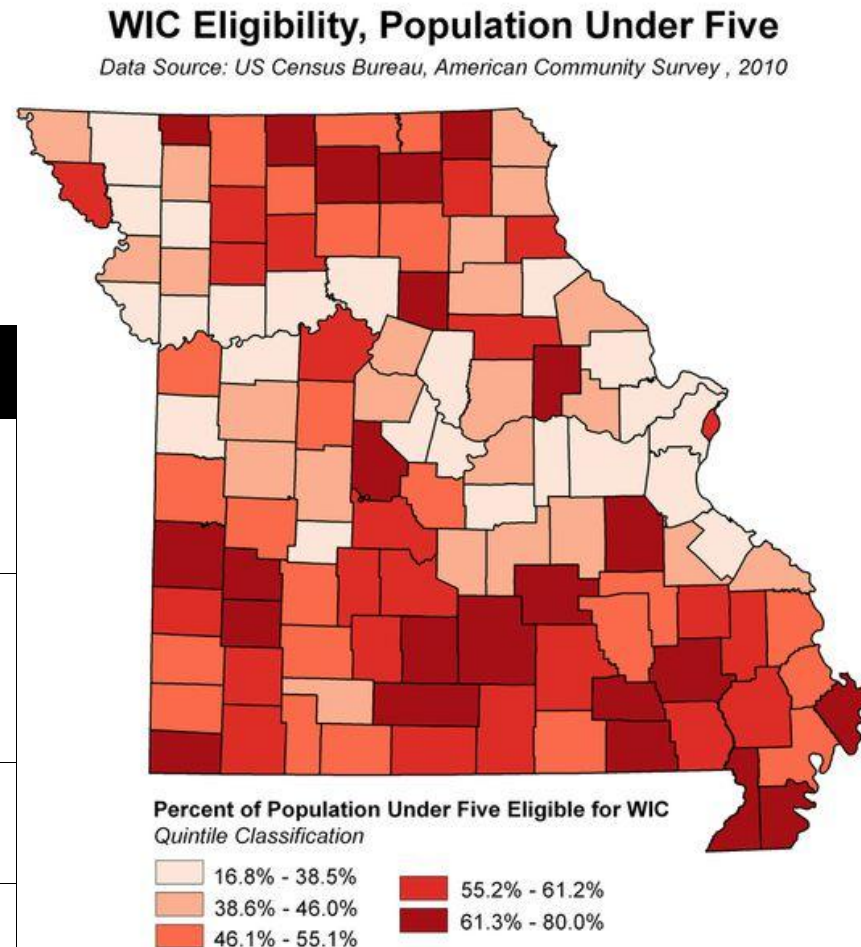 WIC Eligibility, Population Under Five
Data Source: US Census Bureau, American Community Survey , 2010
Percent of Population Under Five Eligible for WIC
Quintile Classification
16.8% - 38.5%
38.6% - 46.0%
46.1% - 55.1%
55.2% - 61.2%
61.3% - 80.0%